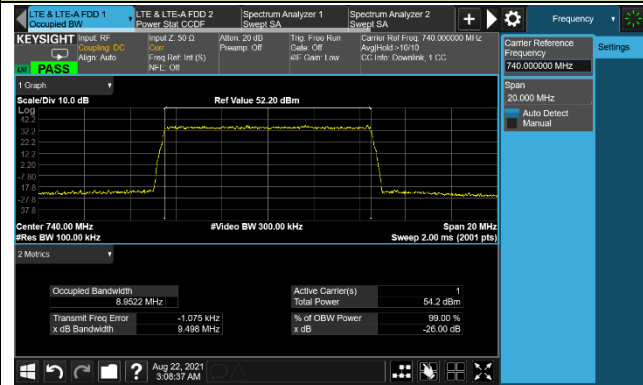 LTE & LTE-A FDD 1
Occupied BW
LTE & LTE-A FDD 2
Power Stat CCDF
Spectrum Analyzer 1
Swept SA
Spectrum Analyzer 2
Swept SA
Frequency
KEYSIGHT
Input: RF
Coupling: DC
Align: Auto
Input Z: 50 Ω
Corr
Freq Ref: Int (S)
NFE: Off
Atten: 20 dB
Preamp: Off
Trig: Free Run
Gate: Off
#IF Gain: Low
Carrier Ref Freq: 740.000000 MHz
Avg|Hold:>10/10
CC Info: Downlink, 1 CC
PASS
Carrier Reference
Frequency
740.000000 MHz
Settings
Span
20.000 MHz
Auto Detect
Manual
1 Graph
Scale/Div 10.0 dB
Ref Value 52.20 dBm
Log
42.2
32.2
22.2
12.2
2.20
-7.80
-17.8
-27.8
-37.8
Center 740.00 MHz
#Video BW 300.00 kHz
Span 20 MHz
#Res BW 100.00 kHz
Sweep 2.00 ms (2001 pts)
2 Metrics
Occupied Bandwidth
8.9522 MHz
Active Carrier(s)
1
Total Power
54.2 dBm
Transmit Freq Error
-1.075 kHz
% of OBW Power
99.00 %
x dB Bandwidth
9.498 MHz
x dB
-26.00 dB
?
Aug 22, 2021
3:08:37 AM